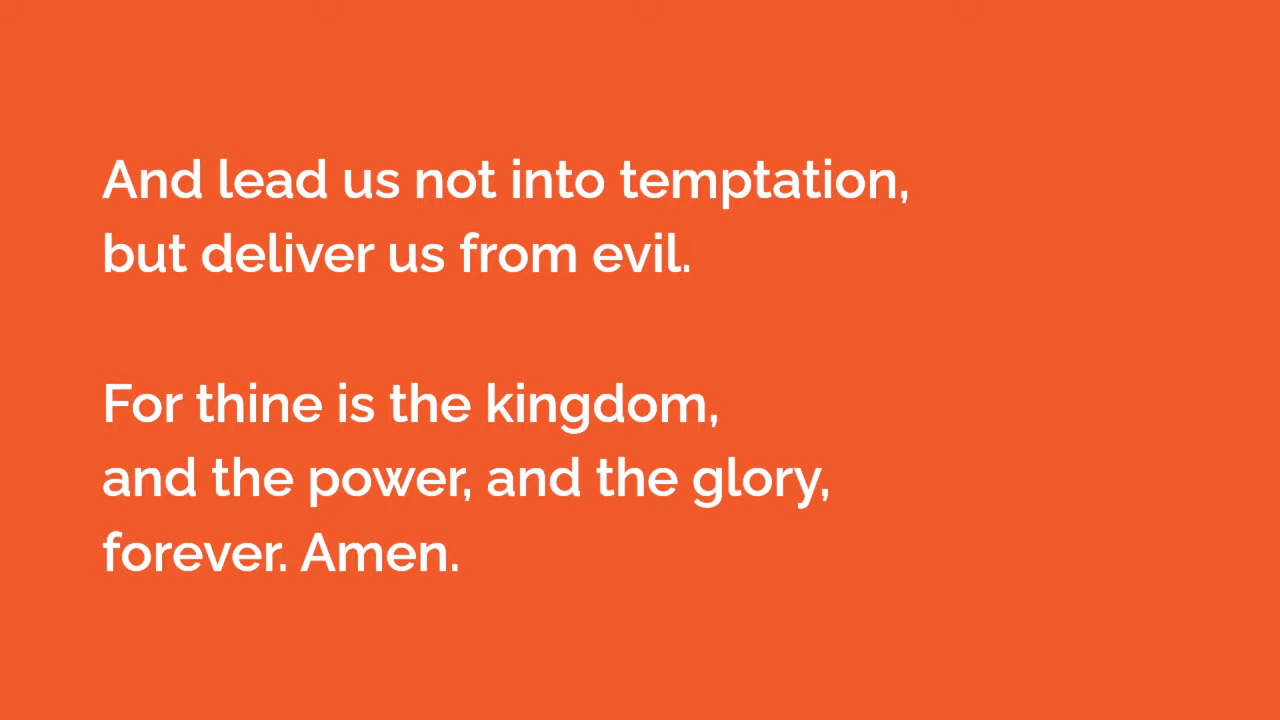 And lead us not into temptation,
but deliver us from evil.
For thine is the kingdom,
and the power, and the glory,
forever. Amen.